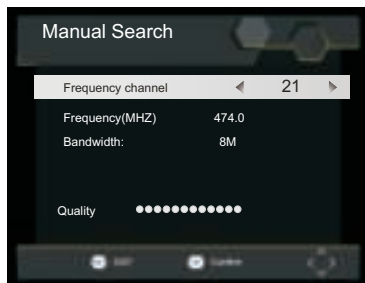 Manual Search
Frequency channel 21
Frequency(MHZ) 474.0
Bandwidth: 8M
Quality